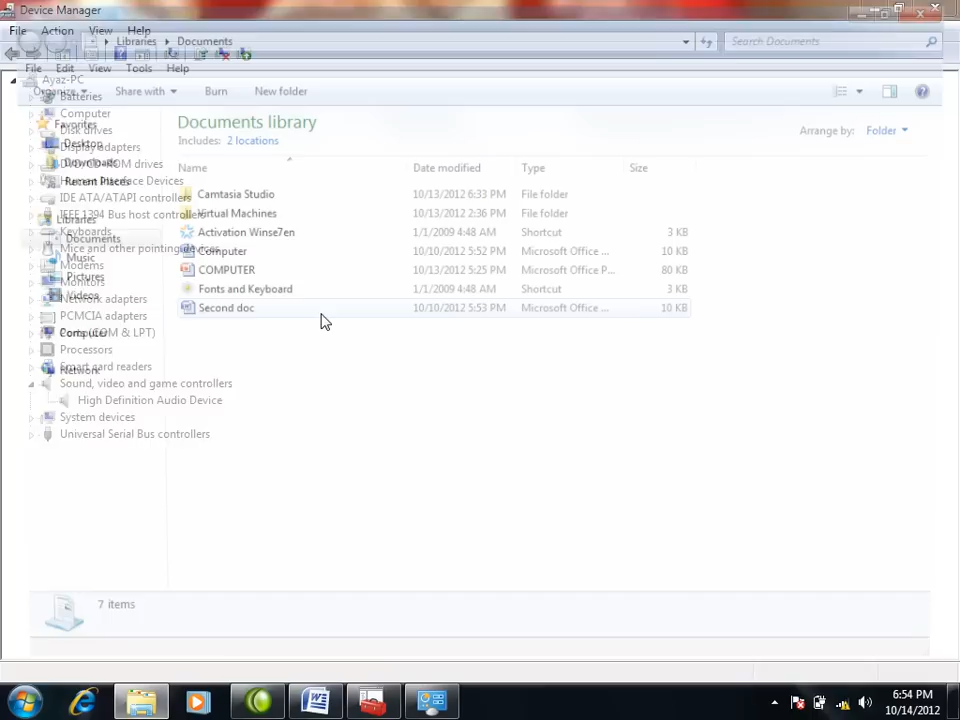 Device Manager
File Action View Help
Libraries Documents
Search Documents
File Edit View Tools Help
Organize Share with Burn New folder
Documents library
Includes: 2 locations
Arrange by: Folder
Name Date modified Type Size
Camtasia Studio 10/13/2012 6:33 PM File folder
Virtual Machines 10/13/2012 2:36 PM File folder
Activation Winse7en 1/1/2009 4:48 AM Shortcut 3 KB
Computer 10/10/2012 5:52 PM Microsoft Office ... 10 KB
COMPUTER 10/13/2012 5:25 PM Microsoft Office P... 80 KB
Fonts and Keyboard 1/1/2009 4:48 AM Shortcut 3 KB
Second doc 10/10/2012 5:53 PM Microsoft Office ... 10 KB
Favorites
Desktop
Downloads
Recent Places
Libraries
Documents
Music
Pictures
Videos
Computer
Network
Ayaz-PC
Batteries
Computer
Disk drives
Display adapters
DVD/CD-ROM drives
Human Interface Devices
IDE ATA/ATAPI controllers
IEEE 1394 Bus host controllers
Keyboards
Mice and other pointing devices
Modems
Monitors
Network adapters
PCMCIA adapters
Ports (COM & LPT)
Processors
Smart card readers
Sound, video and game controllers
High Definition Audio Device
System devices
Universal Serial Bus controllers
7 items
6:54 PM
10/14/2012